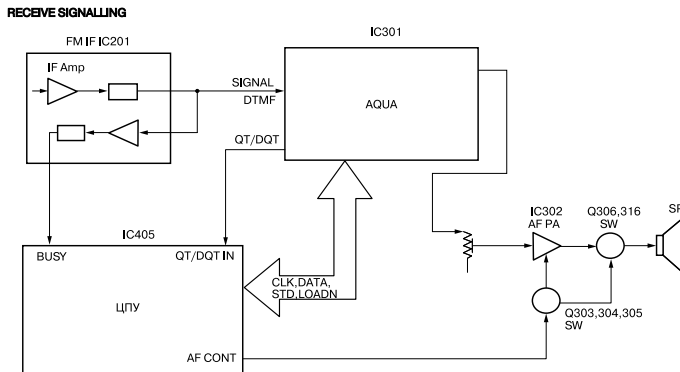 RECEIVE SIGNALLING
FM IF IC201
IF Amp
IC301
AQUA
SIGNAL
DTMF
QT/DQT
IC302
AF PA
Q306,316
SW
SP
IC405
BUSY
QT/DQT IN
ЦПУ
CLK,DATA,
STD,LOADN
Q303,304,305
SW
AF CONT